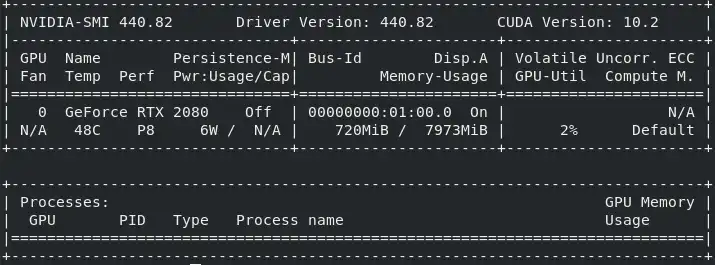 +-----------------------------------------------------------------------------+
| NVIDIA-SMI 440.82       Driver Version: 440.82       CUDA Version: 10.2     |
|-------------------------------+----------------------+----------------------+
| GPU  Name        Persistence-M| Bus-Id        Disp.A | Volatile Uncorr. ECC |
| Fan  Temp  Perf  Pwr:Usage/Cap|         Memory-Usage | GPU-Util  Compute M. |
|===============================+======================+======================|
|   0  GeForce RTX 2080    Off  | 00000000:01:00.0  On |                  N/A |
| N/A   48C    P8     6W /  N/A |    720MiB /  7973MiB |      2%      Default |
+-------------------------------+----------------------+----------------------+
+-----------------------------------------------------------------------------+
| Processes:                                                       GPU Memory |
|  GPU       PID   Type   Process name                             Usage      |
|=============================================================================|
+-----------------------------------------------------------------------------+